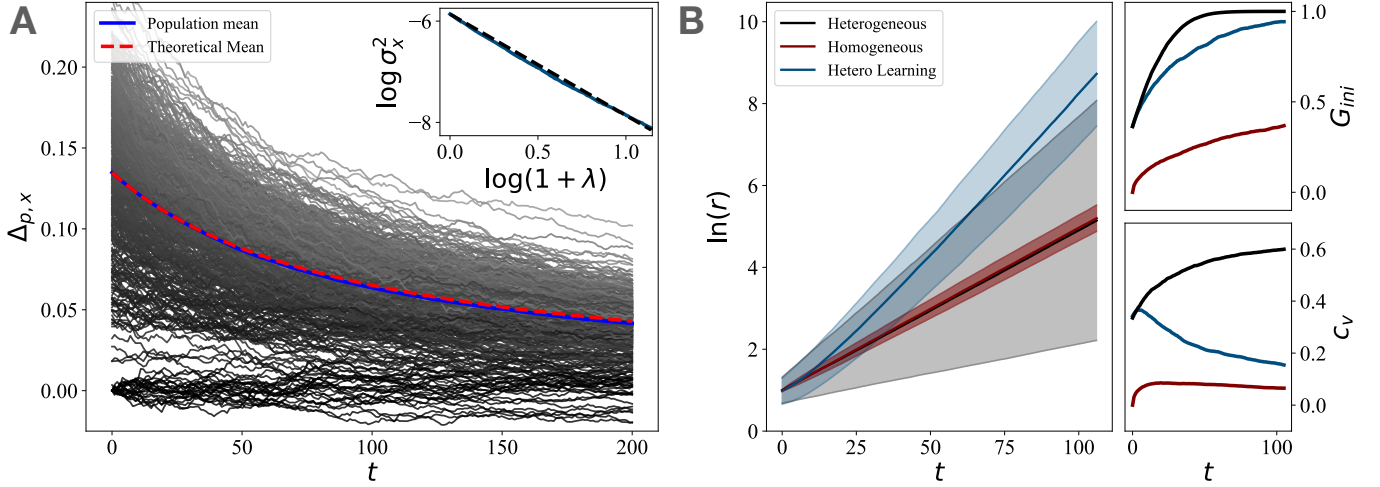 A
Population mean
Theoretical Mean
0.20
0.15
0.10
0.05
0.00
Δp,x
0
50
100
150
200
t
−6
−8
log σ²x
0.0
0.5
1.0
log(1 + λ)
B
Heterogeneous
Homogeneous
Hetero Learning
10
8
6
4
2
0
ln(r)
0
25
50
75
100
t
1.0
0.5
0.0
Gini
0.6
0.4
0.2
0.0
cV
0
100
t